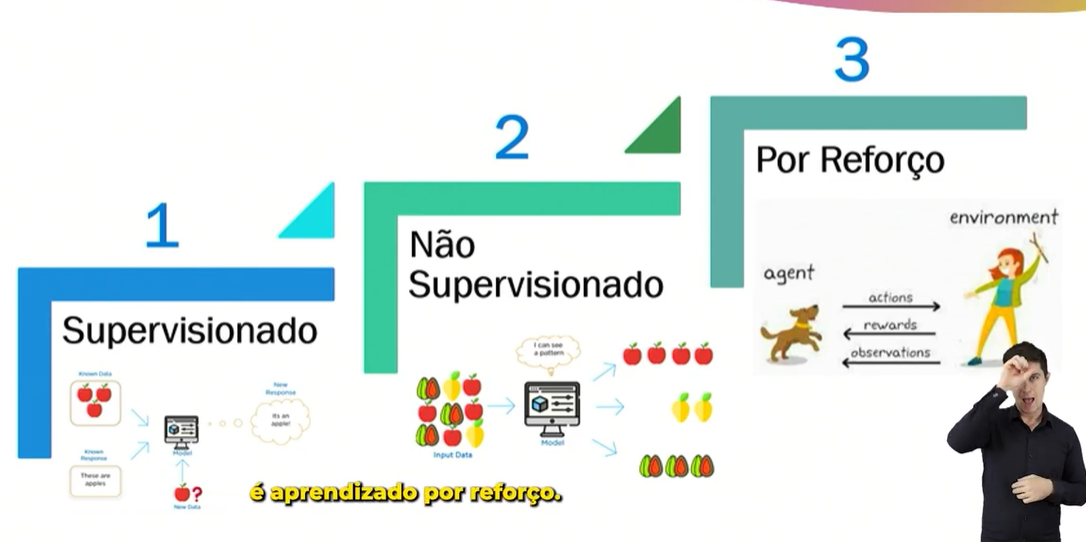 1
Supervisionado
Known Data
Known
Response
These are
apples
Model
New Data
?
New
Response
Its an
apple!
2
Não
Supervisionado
I can see
a pattern
Model
Input Data
3
Por Reforço
agent
environment
actions
rewards
observations
é aprendizado por reforço.